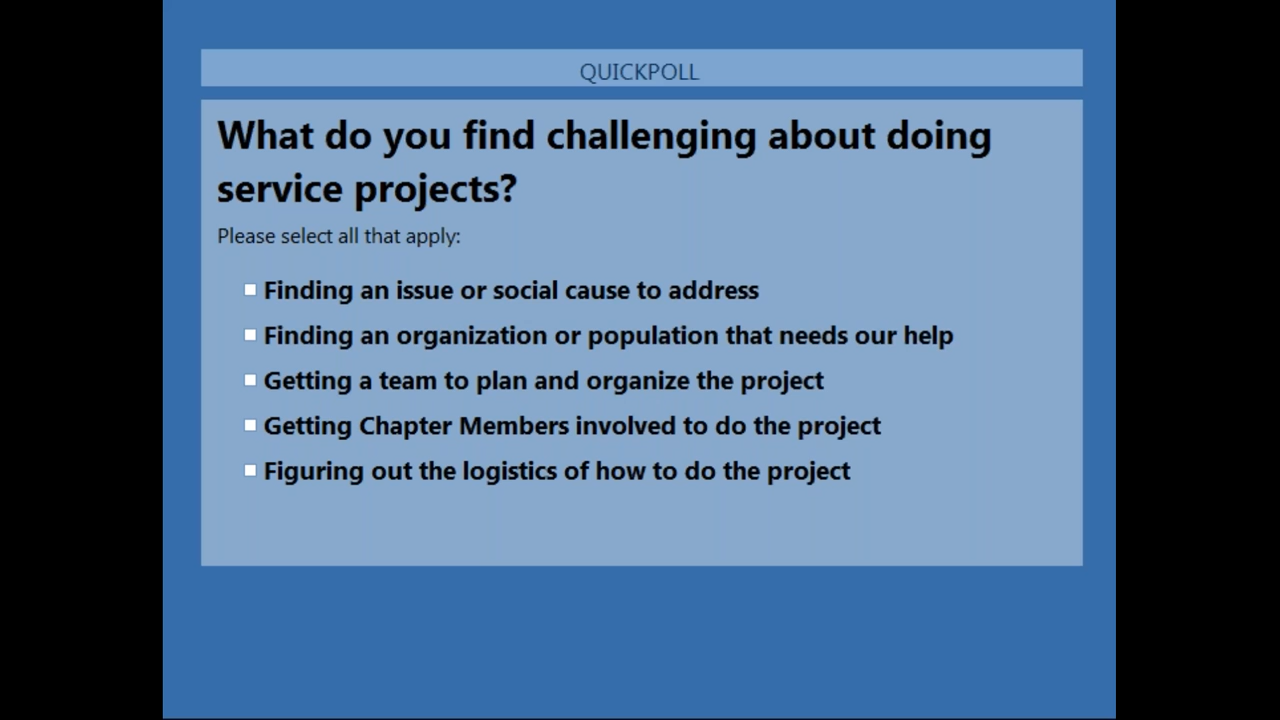 QUICKPOLL
What do you find challenging about doing
service projects?
Please select all that apply:
Finding an issue or social cause to address
Finding an organization or population that needs our help
Getting a team to plan and organize the project
Getting Chapter Members involved to do the project
Figuring out the logistics of how to do the project